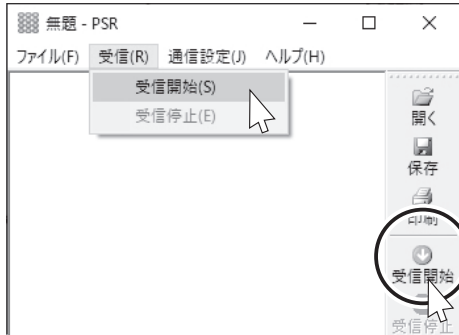 無題 - PSR
ファイル(F) 受信(R) 通信設定(J) ヘルプ(H)
受信開始(S)
受信停止(E)
開く
保存
印刷
受信開始
受信停止